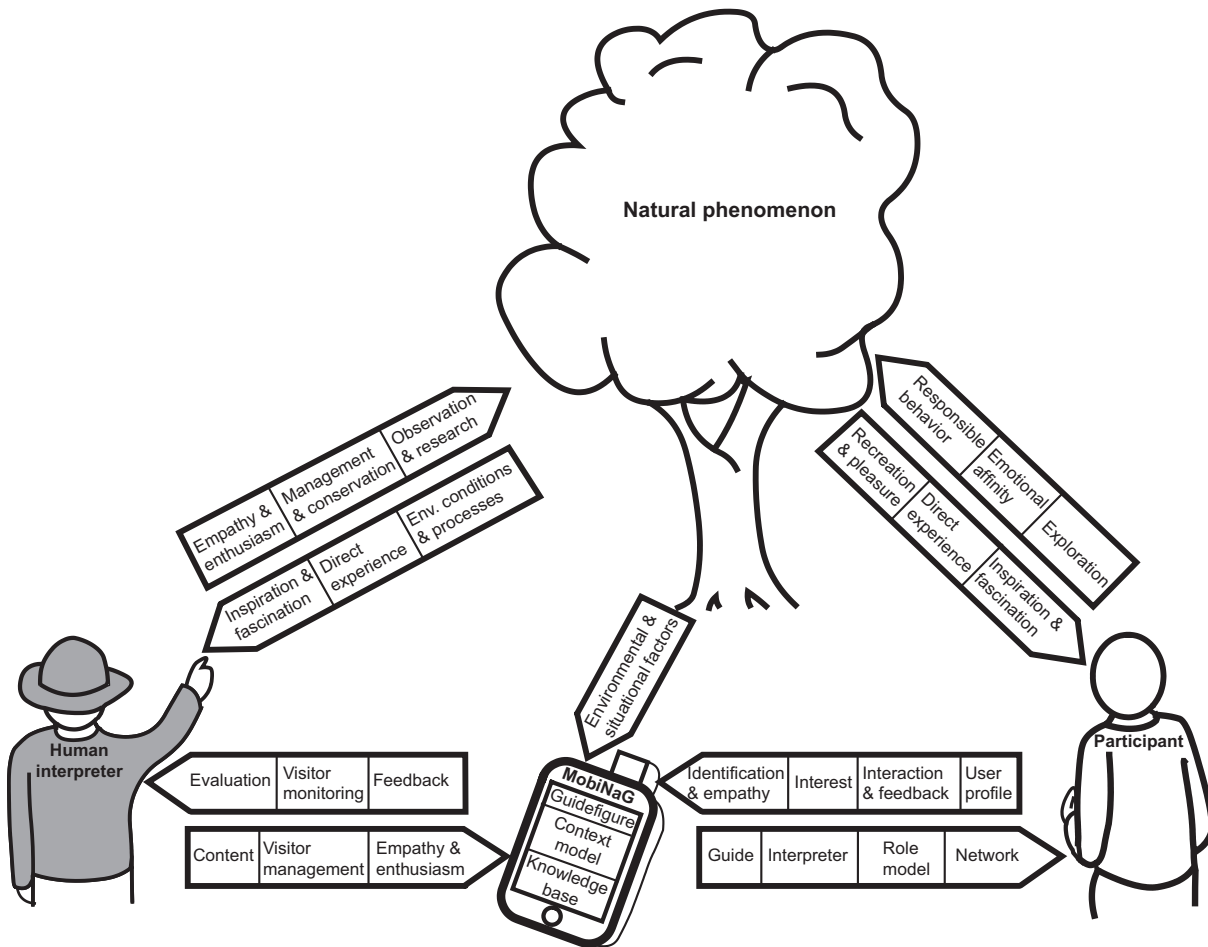 Natural phenomenon
Observation
& research
Management
& conservation
Empathy &
enthusiasm
Env. conditions
& processes
Direct
experience
Inspiration &
fascination
Responsible
behavior
Emotional
affinity
Exploration
Recreation
& pleasure
Direct
experience
Inspiration &
fascination
Environmental &
situational factors
Human
interpreter
Participant
Evaluation
Visitor
monitoring
Feedback
Content
Visitor
management
Empathy &
enthusiasm
MobiNaG
Guidefigure
Context
model
Knowledge
base
Identification
& empathy
Interest
Interaction
& feedback
User
profile
Guide
Interpreter
Role
model
Network